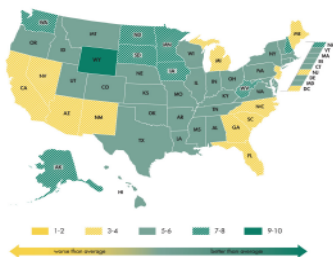 WA
MT
ND
MN
ME
OR
ID
SD
WY
NE
IA
NV
UT
CO
CA
KS
MO
IL
IN
OH
KY
WV
VA
PA
NY
AZ
NM
OK
AR
TN
NC
SC
TX
LA
MS
AL
GA
FL
AK
HI
NH
VT
MA
RI
CT
NJ
DE
MD
DC
1-2
3-4
5-6
7-8
9-10
worse than average
better than average